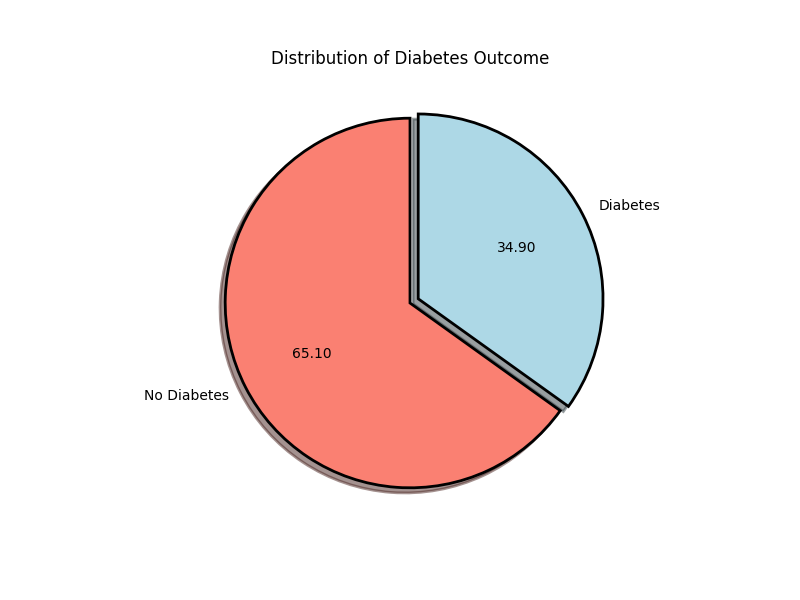 Distribution of Diabetes Outcome
Diabetes
34.90
65.10
No Diabetes